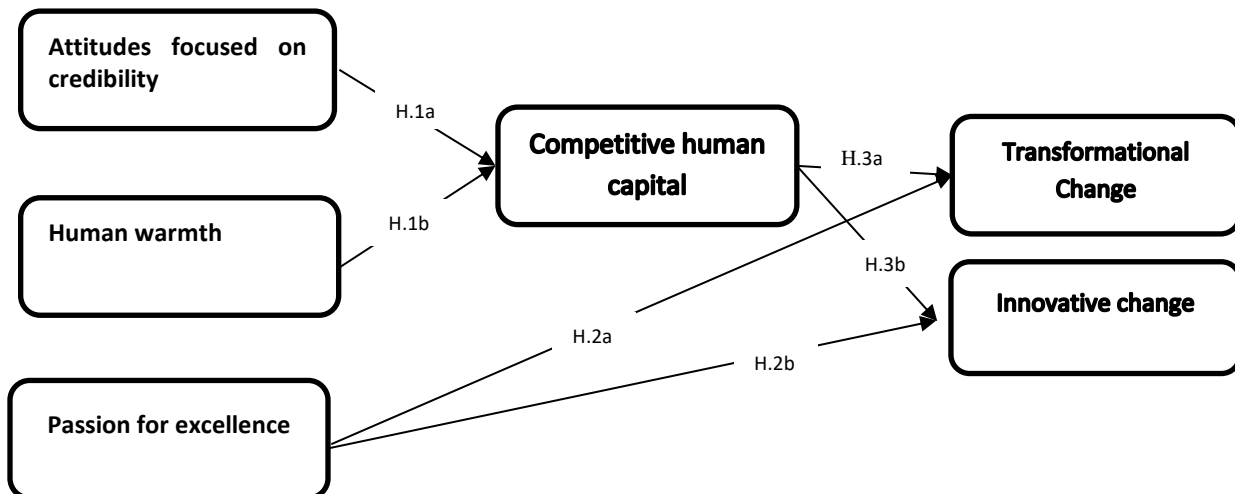 Attitudes focused on
credibility
H.1a
Competitive human
capital
H.3a
Transformational
Change
Human warmth
H.1b
H.3b
Innovative change
H.2a
H.2b
Passion for excellence